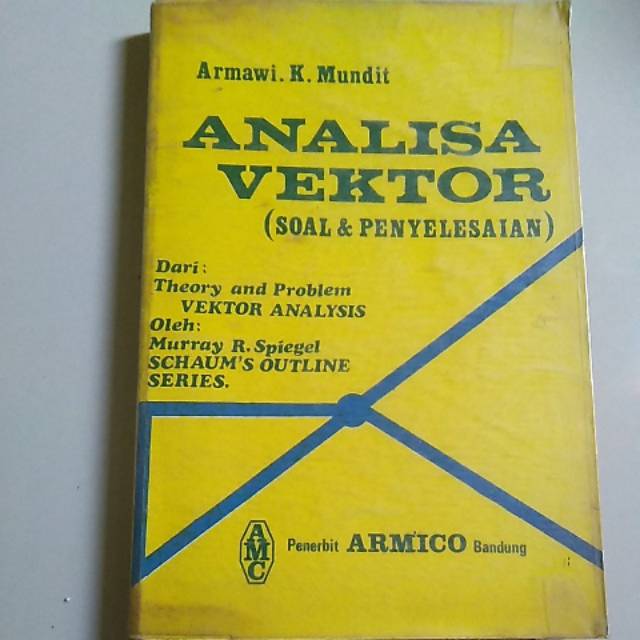 Armawi. K. Mundit
ANALISA
VEKTOR
(SOAL & PENYELESAIAN)
Dari:
Theory and Problem
VEKTOR ANALYSIS
Oleh:
Murray R. Spiegel
SCHAUM'S OUTLINE
SERIES.
AMC
Penerbit ARMICO Bandung